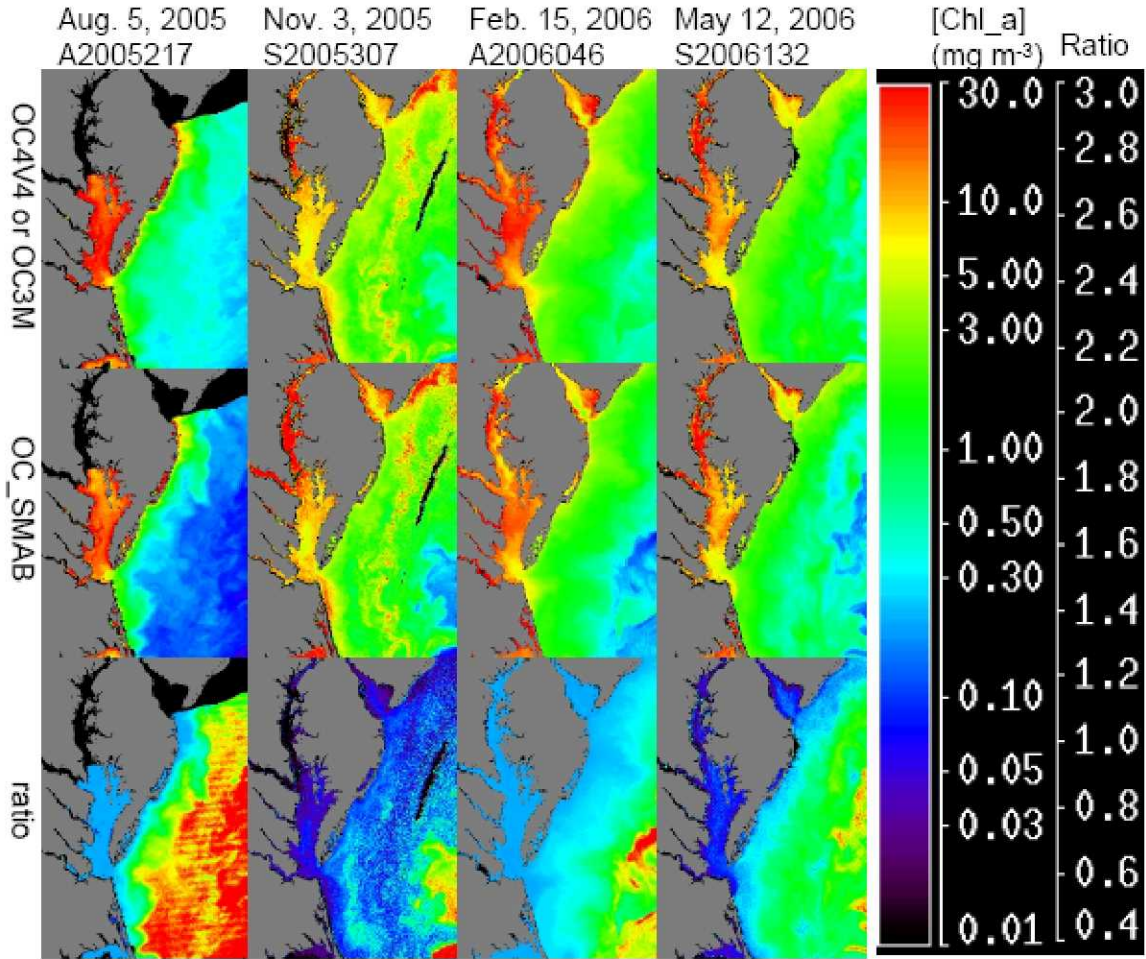 Aug. 5, 2005 Nov. 3, 2005 Feb. 15, 2006 May 12, 2006 [Chl_a]
A2005217 S2005307 A2006046 S2006132 (mg m⁻³) Ratio
OC4V4 or OC3M
OC_SMAB
ratio
30.0 3.0
2.8
10.0 2.6
5.00 2.4
3.00 2.2
2.0
1.00 1.8
0.50 1.6
0.30 1.4
1.2
0.10 1.0
0.05 0.8
0.03 0.6
0.01 0.4